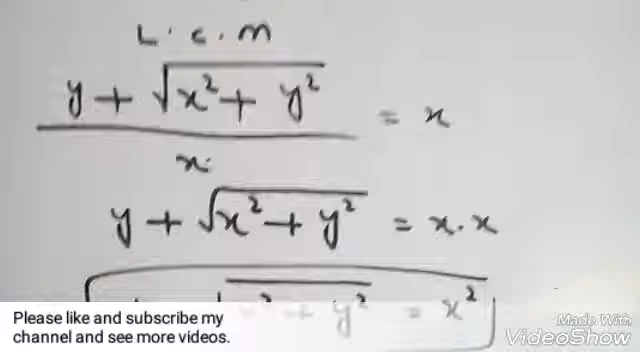 L.C.M
y + √x² + y²
= x
x
y + √x² + y² = x.x
y² = x²
Please like and subscribe my
channel and see more videos.
Made With
VideoShow